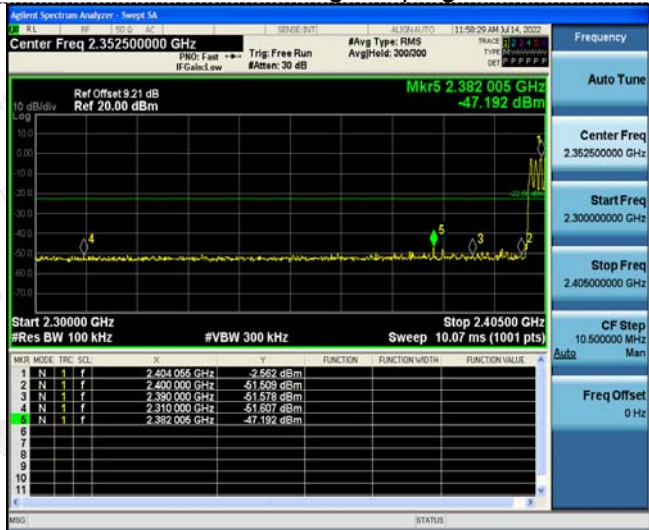 Agilent Spectrum Analyzer - Swept SA
RL RF 50 Ω AC SENSE:INT ALIGNAUTO 11:58:29 AM Jul 14, 2022
Center Freq 2.352500000 GHz
PNO: Fast
IFGain:Low
Trig: Free Run
#Atten: 30 dB
#Avg Type: RMS
Avg|Hold: 300/300
TRACE 1 2 3 4 5 6
TYPE
DET P P P P P P
Frequency
Auto Tune
Ref Offset 9.21 dB
Ref 20.00 dBm
Mkr5 2.382 005 GHz
-47.192 dBm
10 dB/div
Log
10.0
0.00
-10.0
-20.0
-30.0
-40.0
-50.0
-60.0
-70.0
1
2
3
4
5
Center Freq
2.352500000 GHz
Start Freq
2.300000000 GHz
Stop Freq
2.405000000 GHz
Start 2.30000 GHz
Stop 2.40500 GHz
#Res BW 100 kHz
#VBW 300 kHz
Sweep 10.07 ms (1001 pts)
CF Step
10.500000 MHz
Auto Man
Freq Offset
0 Hz
MKR MODE TRC SCL X Y FUNCTION FUNCTION WIDTH FUNCTION VALUE
1 N 1 f 2.404 055 GHz -2.562 dBm
2 N 1 f 2.400 000 GHz -51.509 dBm
3 N 1 f 2.390 000 GHz -51.578 dBm
4 N 1 f 2.310 000 GHz -51.607 dBm
5 N 1 f 2.382 005 GHz -47.192 dBm
6
7
8
9
10
11
MSG
STATUS